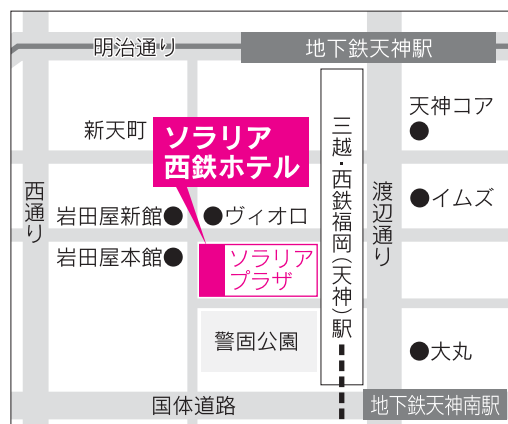 明治通り
地下鉄天神駅
天神コア
新天町
ソラリア
西鉄ホテル
三越・西鉄福岡(天神)駅
渡辺通り
西通り
イムズ
岩田屋新館
ヴィオロ
岩田屋本館
ソラリア
プラザ
警固公園
大丸
国体道路
地下鉄天神南駅